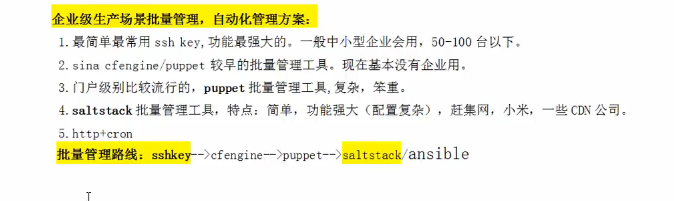 企业级生产场景批量管理，自动化管理方案：
1.最简单最常用 ssh key,功能最强大的。一般中小型企业会用，50-100 台以下。
2.sina cfengine/puppet 较早的批量管理工具。现在基本没有企业用。
3.门户级别比较流行的，puppet 批量管理工具,复杂，笨重。
4.saltstack 批量管理工具，特点：简单，功能强大（配置复杂），赶集网，小米，一些 CDN 公司。
5.http+cron
批量管理路线：sshkey-->cfengine-->puppet-->saltstack/ansible